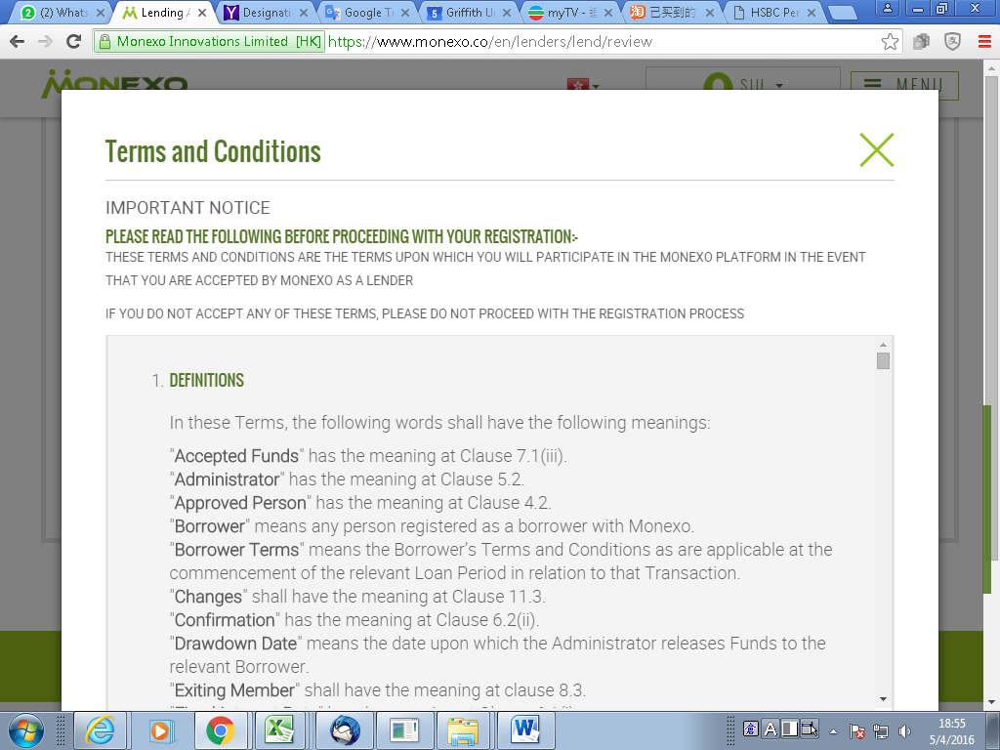 (2) Whats
Lending
Designati
Google Tr
Griffith Ur
myTV -
已买到的
HSBC Per
Monexo Innovations Limited [HK] https://www.monexo.co/en/lenders/lend/review
MONEXO
SUI
MENU
Terms and Conditions
IMPORTANT NOTICE
PLEASE READ THE FOLLOWING BEFORE PROCEEDING WITH YOUR REGISTRATION:-
THESE TERMS AND CONDITIONS ARE THE TERMS UPON WHICH YOU WILL PARTICIPATE IN THE MONEXO PLATFORM IN THE EVENT
THAT YOU ARE ACCEPTED BY MONEXO AS A LENDER
IF YOU DO NOT ACCEPT ANY OF THESE TERMS, PLEASE DO NOT PROCEED WITH THE REGISTRATION PROCESS
1. DEFINITIONS
In these Terms, the following words shall have the following meanings:
"Accepted Funds" has the meaning at Clause 7.1(iii).
"Administrator" has the meaning at Clause 5.2.
"Approved Person" has the meaning at Clause 4.2.
"Borrower" means any person registered as a borrower with Monexo.
"Borrower Terms" means the Borrower's Terms and Conditions as are applicable at the
commencement of the relevant Loan Period in relation to that Transaction.
"Changes" shall have the meaning at Clause 11.3.
"Confirmation" has the meaning at Clause 6.2(ii).
"Drawdown Date" means the date upon which the Administrator releases Funds to the
relevant Borrower.
"Exiting Member" shall have the meaning at clause 8.3.
18:55
5/4/2016